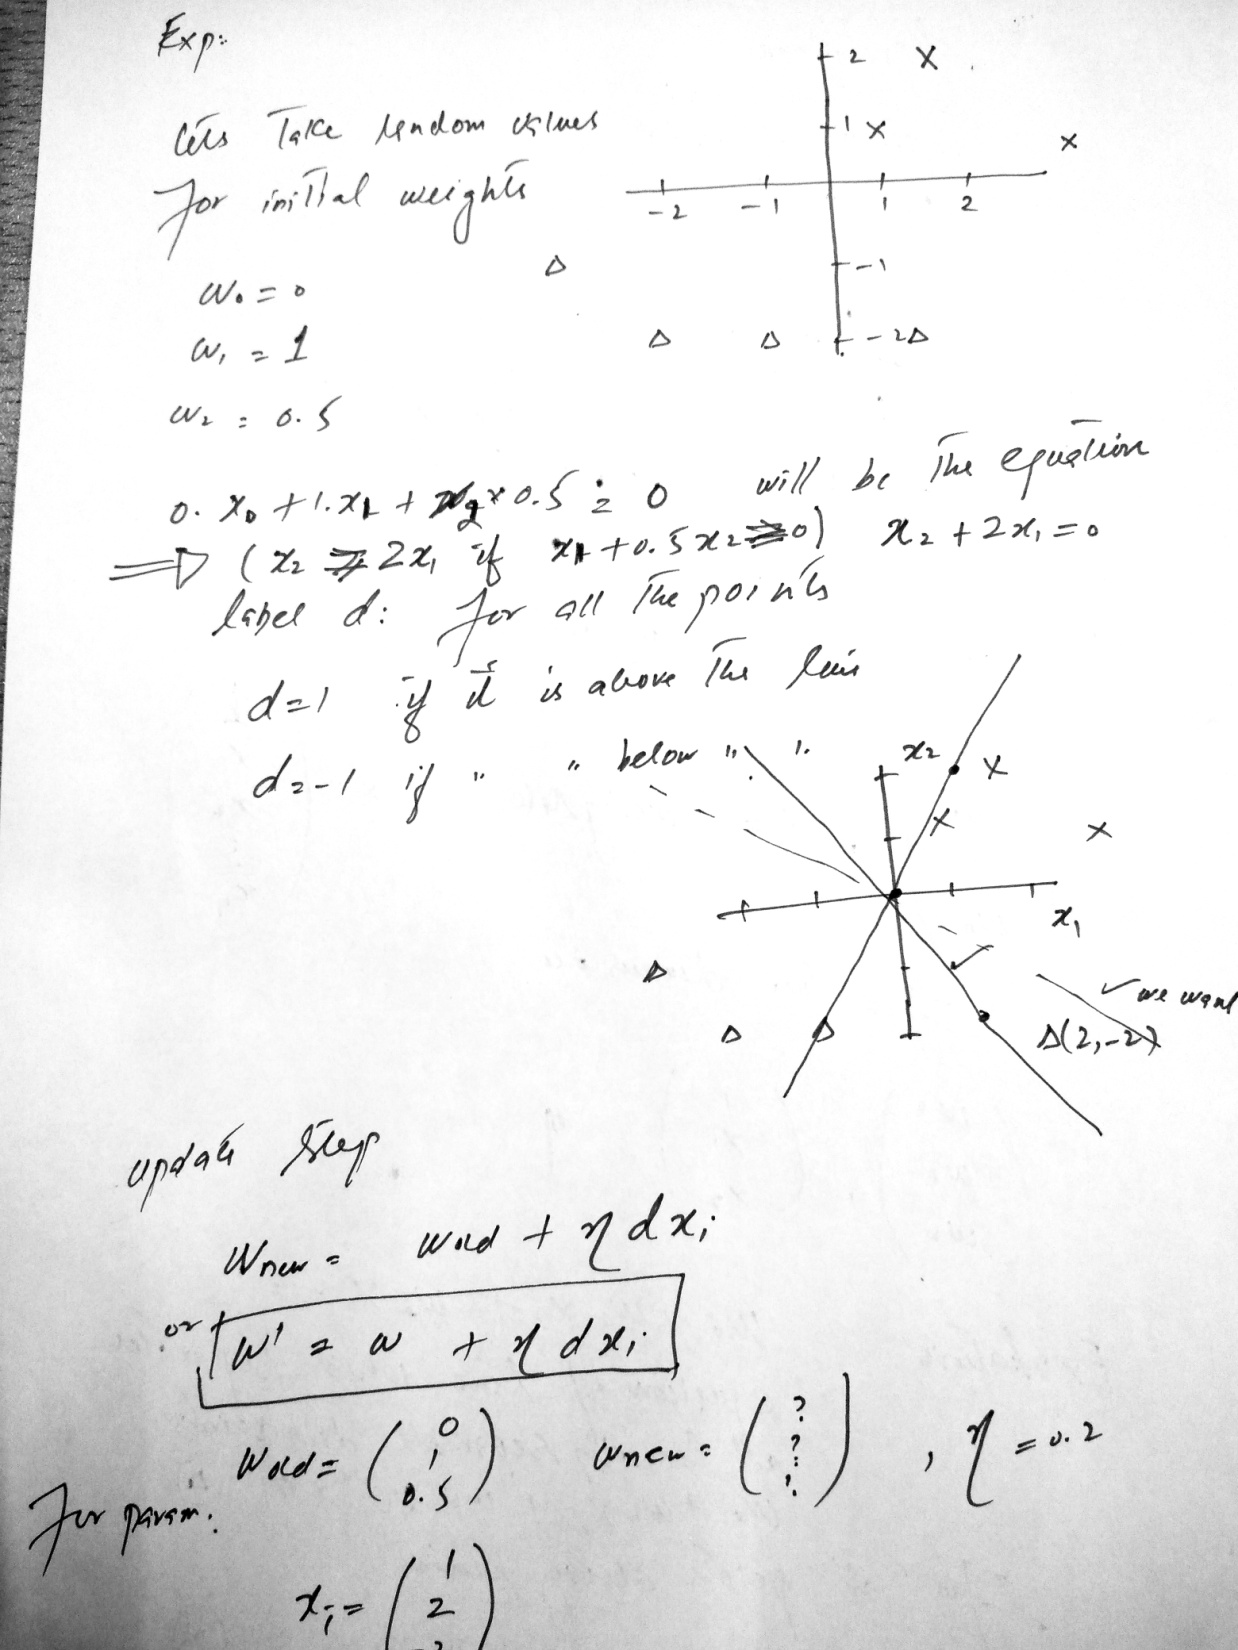 Exp:
2 x
Lets Take random values
1 x x
for initial weights
-2 -1 1 2
Δ -1
w₀ = 0
w₁ = 1
Δ Δ -2 Δ
w₂ = 0.5
0. x₀ + 1. x₁ + x₂ x 0.5 = 0 will be The equation
⇒ ( x₂ 2x₁ if x₁ + 0.5 x₂ 0) x₂ + 2x₁ = 0
label d: for all The points
d = 1 if it is above The line
d = -1 if " " below " ".
x₂ x
x x
x₁
Δ
✓ we want
Δ Δ Δ(2,-2)
update Step
Wnew = Wold + η d xᵢ
or w' = w + η d xᵢ
Wold = ( 0 1 0.5 ) Wnew = ( ? ? ? ) , η = 0.2
For param.
xᵢ = ( 1 2